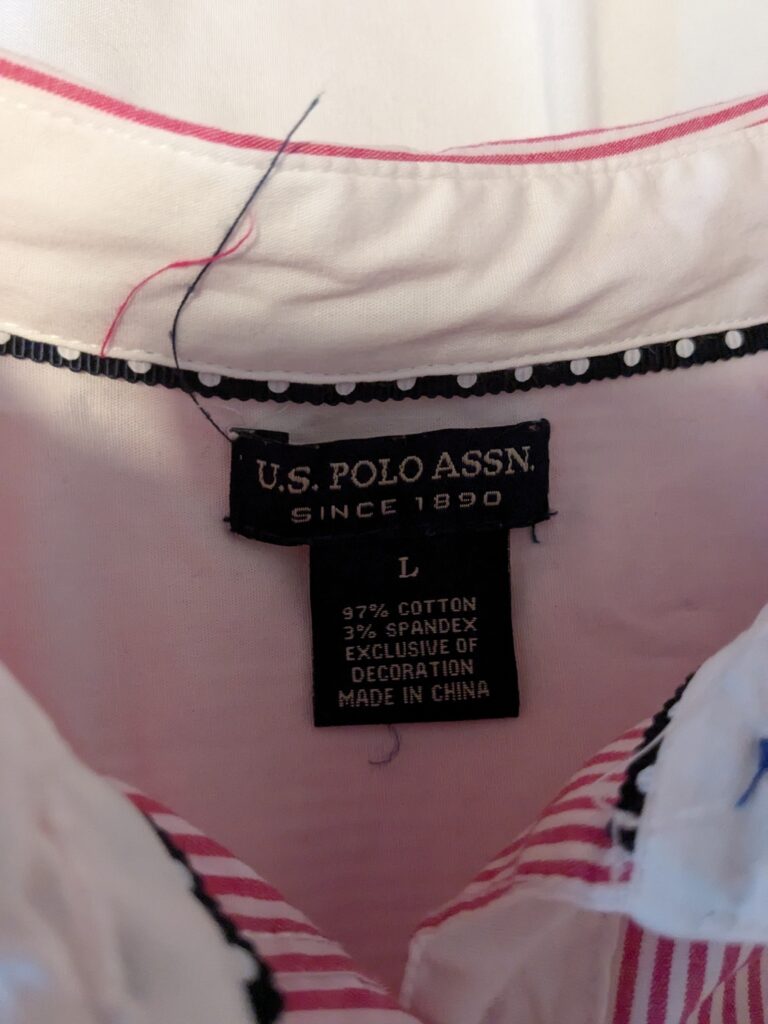 U.S. POLO ASSN.
SINCE 1890
L
97% COTTON
3% SPANDEX
EXCLUSIVE OF
DECORATION
MADE IN CHINA